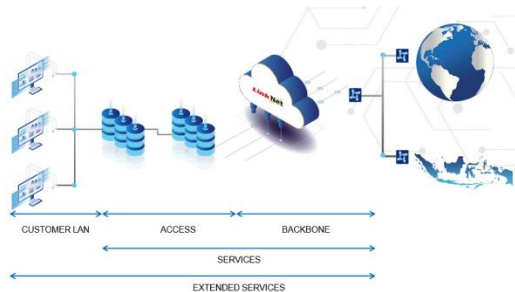 LinkNet
CUSTOMER LAN
ACCESS
BACKBONE
SERVICES
EXTENDED SERVICES